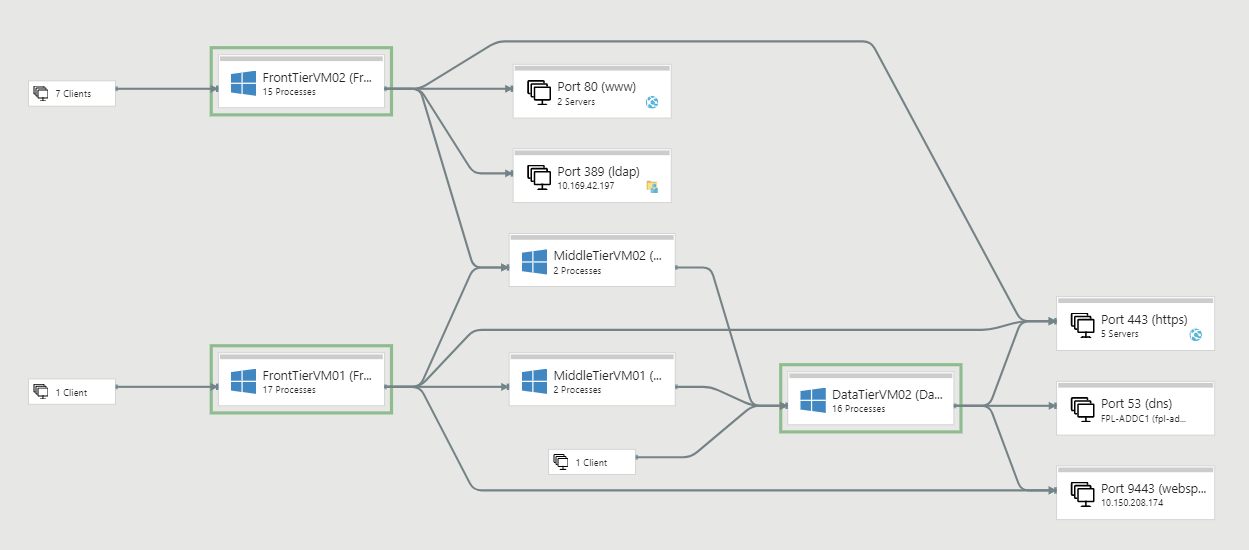 FrontTierVM02 (Fr...
15 Processes
7 Clients
Port 80 (www)
2 Servers
Port 389 (ldap)
10.169.42.197
MiddleTierVM02 (...
2 Processes
Port 443 (https)
5 Servers
FrontTierVM01 (Fr...
17 Processes
1 Client
MiddleTierVM01 (...
2 Processes
DataTierVM02 (Da...
16 Processes
Port 53 (dns)
FPL-ADDC1 (fpl-ad...
1 Client
Port 9443 (websp...
10.150.208.174